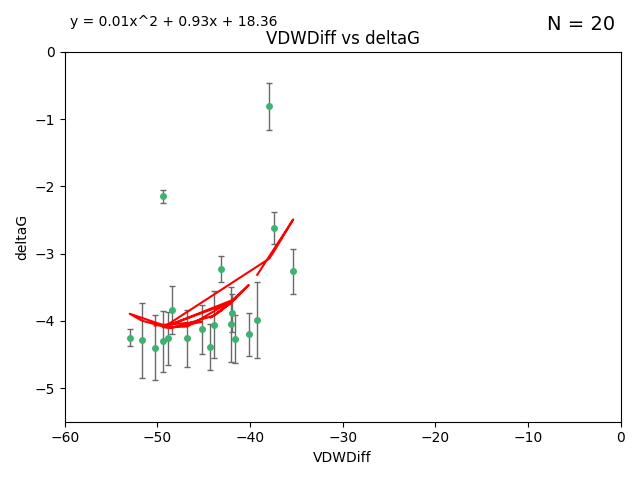 y = 0.01x^2 + 0.93x + 18.36
N = 20
VDWDiff vs deltaG
0
−1
−2
−3
−4
−5
deltaG
−60
−50
−40
−30
−20
−10
0
VDWDiff